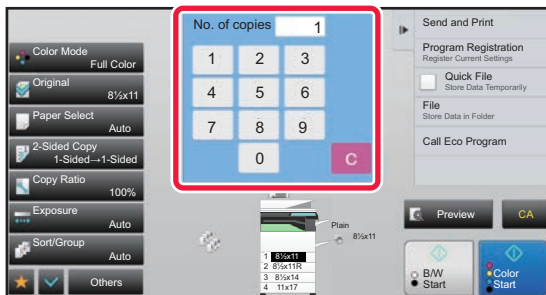 No. of copies 1
1 2 3
4 5 6
7 8 9
0 C
Color Mode
Full Color
Original
8½x11
Paper Select
Auto
2-Sided Copy
1-Sided→1-Sided
Copy Ratio
100%
Exposure
Auto
Sort/Group
Auto
Others
Plain
8½x11
1 8½x11
2 8½x11R
3 8½x14
4 11x17
Send and Print
Program Registration
Register Current Settings
Quick File
Store Data Temporarily
File
Store Data in Folder
Call Eco Program
Preview
CA
B/W
Start
Color
Start